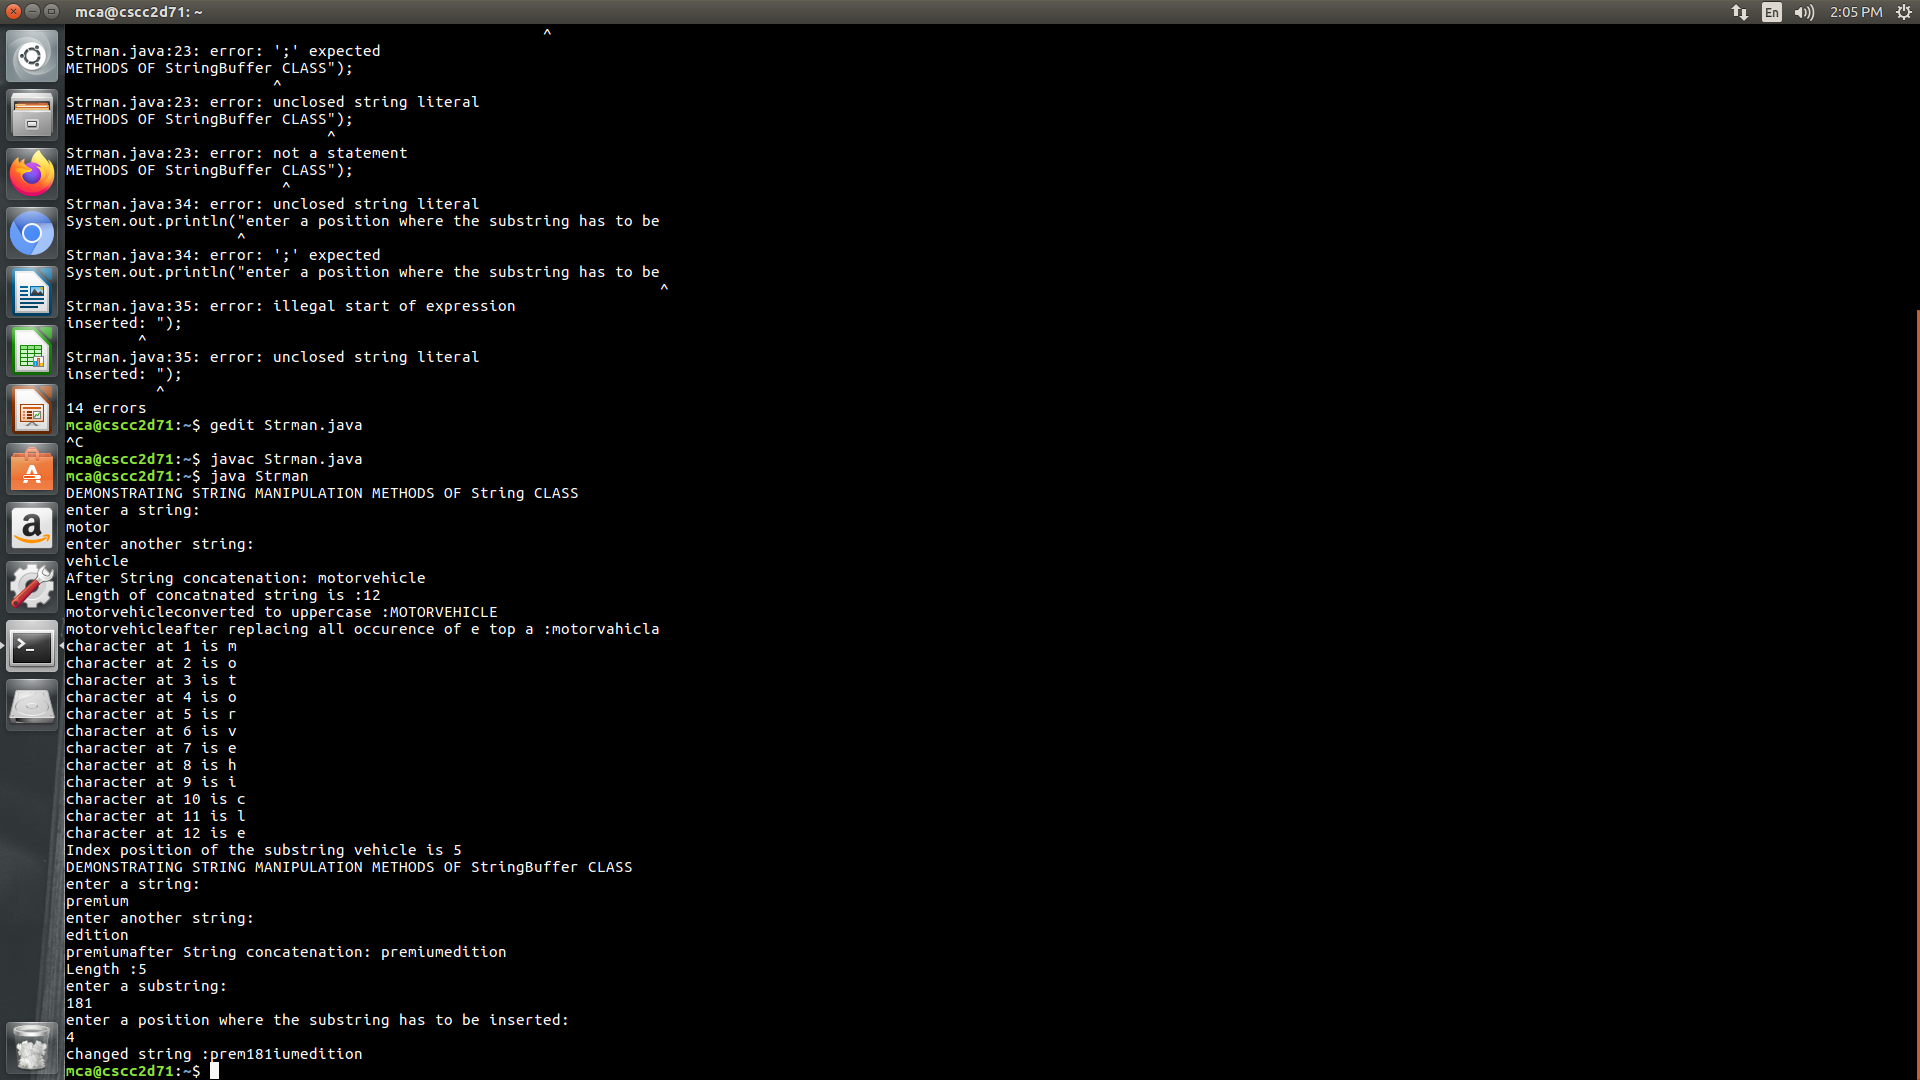 mca@cscc2d71: ~
En
2:05 PM
^
Strman.java:23: error: ';' expected
METHODS OF StringBuffer CLASS");
^
Strman.java:23: error: unclosed string literal
METHODS OF StringBuffer CLASS");
^
Strman.java:23: error: not a statement
METHODS OF StringBuffer CLASS");
^
Strman.java:34: error: unclosed string literal
System.out.println("enter a position where the substring has to be
^
Strman.java:34: error: ';' expected
System.out.println("enter a position where the substring has to be
^
Strman.java:35: error: illegal start of expression
inserted: ");
^
Strman.java:35: error: unclosed string literal
inserted: ");
^
14 errors
mca@cscc2d71:~$ gedit Strman.java
^C
mca@cscc2d71:~$ javac Strman.java
mca@cscc2d71:~$ java Strman
DEMONSTRATING STRING MANIPULATION METHODS OF String CLASS
enter a string:
motor
enter another string:
vehicle
After String concatenation: motorvehicle
Length of concatnated string is :12
motorvehicleconverted to uppercase :MOTORVEHICLE
motorvehicleafter replacing all occurence of e top a :motorvahicla
character at 1 is m
character at 2 is o
character at 3 is t
character at 4 is o
character at 5 is r
character at 6 is v
character at 7 is e
character at 8 is h
character at 9 is i
character at 10 is c
character at 11 is l
character at 12 is e
Index position of the substring vehicle is 5
DEMONSTRATING STRING MANIPULATION METHODS OF StringBuffer CLASS
enter a string:
premium
enter another string:
edition
premiumafter String concatenation: premiumedition
Length :5
enter a substring:
181
enter a position where the substring has to be inserted:
4
changed string :prem181iumedition
mca@cscc2d71:~$